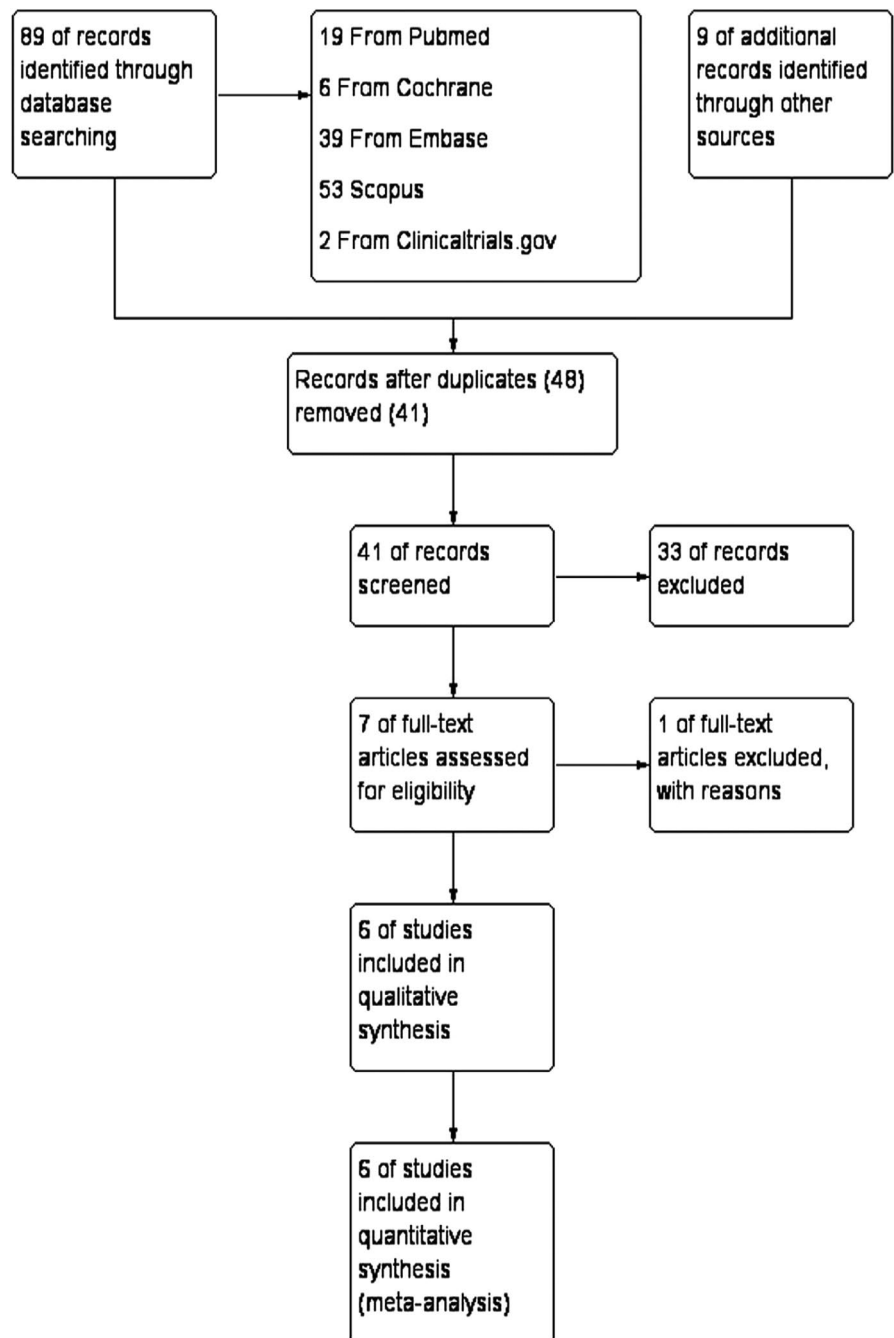 89 of records
identified through
database
searching
19 From Pubmed
6 From Cochrane
39 From Embase
53 Scopus
2 From Clinicaltrials.gov
9 of additional
records identified
through other
sources
Records after duplicates (48)
removed (41)
41 of records
screened
33 of records
excluded
7 of full-text
articles assessed
for eligibility
1 of full-text
articles excluded,
with reasons
6 of studies
included in
qualitative
synthesis
6 of studies
included in
quantitative
synthesis
(meta-analysis)